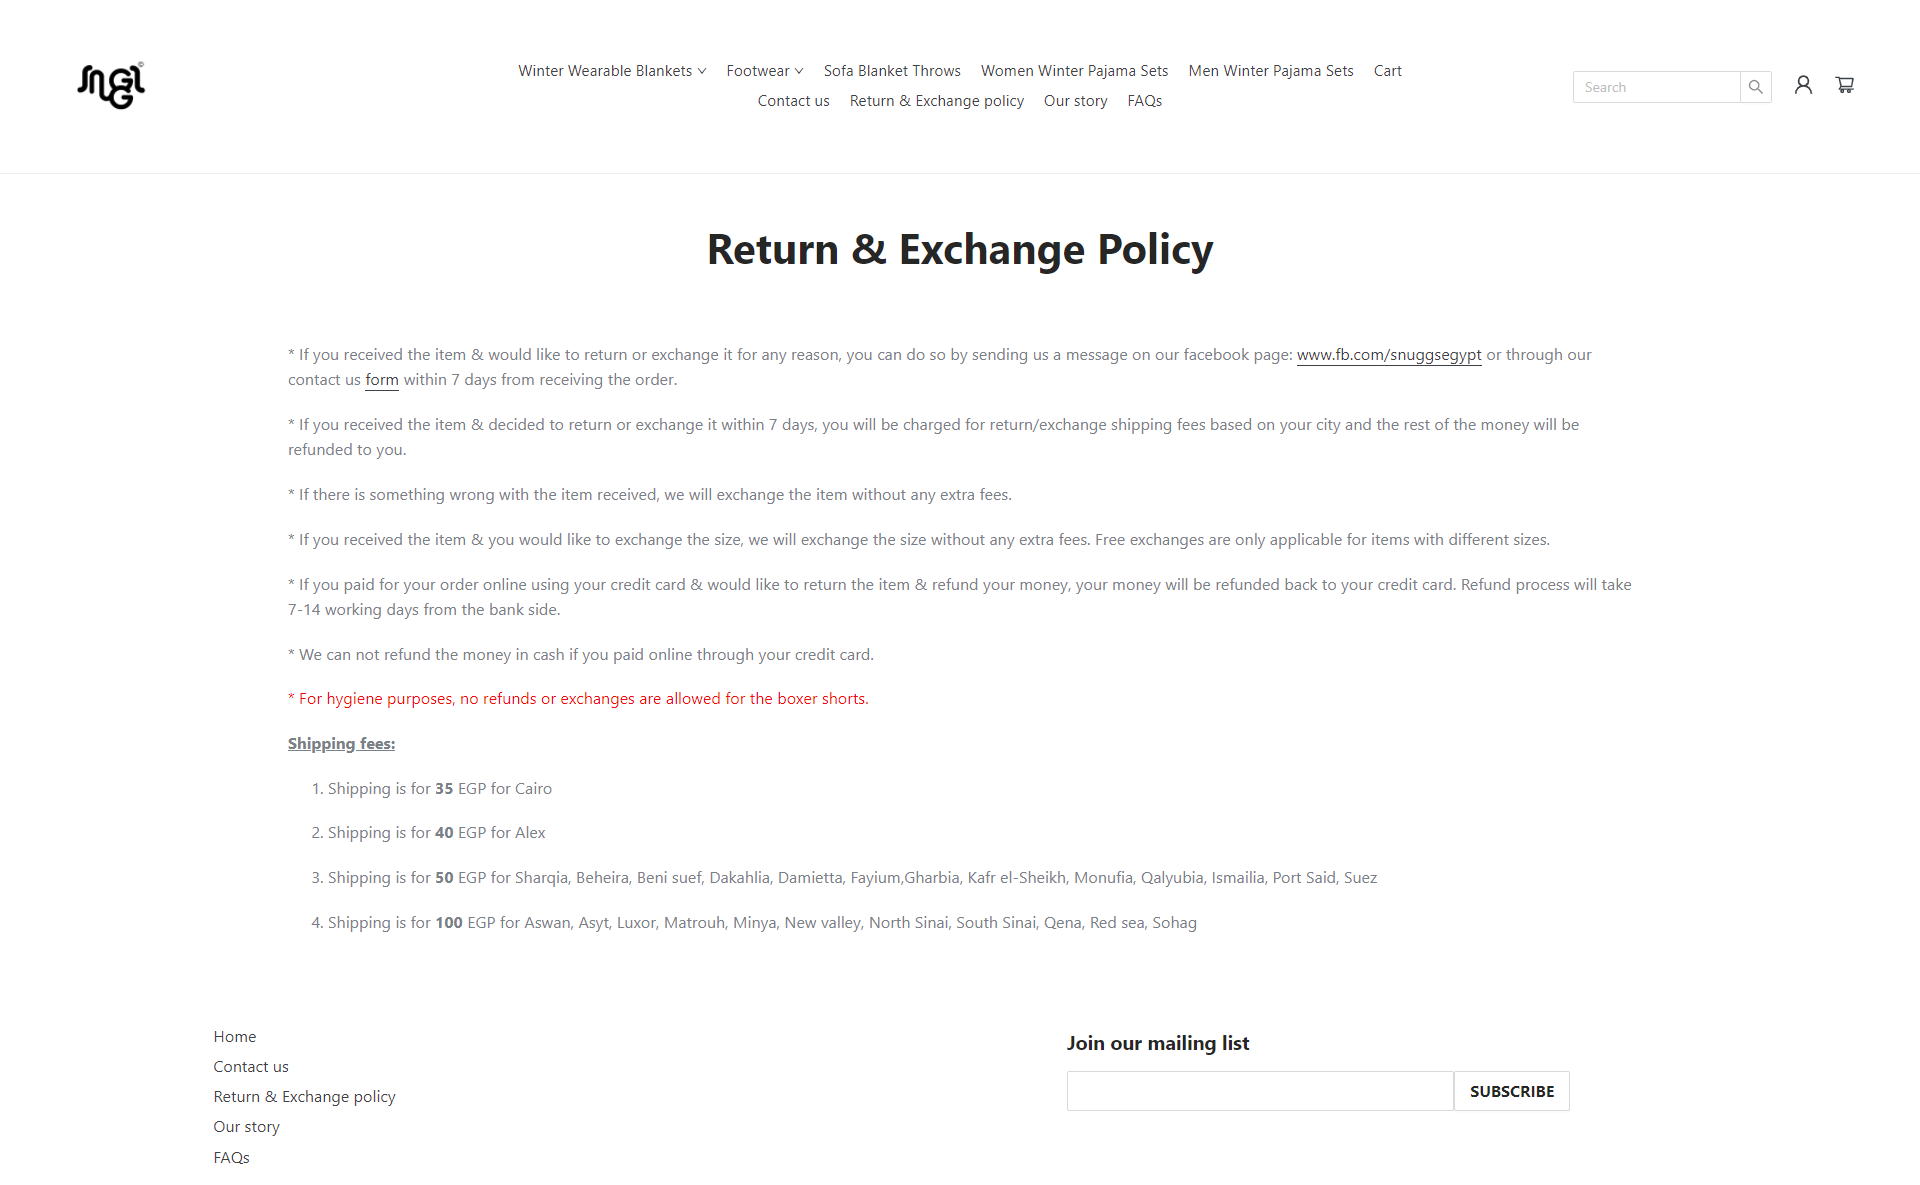 Winter Wearable Blankets Footwear Sofa Blanket Throws Women Winter Pajama Sets Men Winter Pajama Sets Cart
Contact us Return & Exchange policy Our story FAQs
Search
Return & Exchange Policy
* If you received the item & would like to return or exchange it for any reason, you can do so by sending us a message on our facebook page: www.fb.com/snuggsegypt or through our
contact us form within 7 days from receiving the order.
* If you received the item & decided to return or exchange it within 7 days, you will be charged for return/exchange shipping fees based on your city and the rest of the money will be
refunded to you.
* If there is something wrong with the item received, we will exchange the item without any extra fees.
* If you received the item & you would like to exchange the size, we will exchange the size without any extra fees. Free exchanges are only applicable for items with different sizes.
* If you paid for your order online using your credit card & would like to return the item & refund your money, your money will be refunded back to your credit card. Refund process will take
7-14 working days from the bank side.
* We can not refund the money in cash if you paid online through your credit card.
* For hygiene purposes, no refunds or exchanges are allowed for the boxer shorts.
Shipping fees:
1. Shipping is for 35 EGP for Cairo
2. Shipping is for 40 EGP for Alex
3. Shipping is for 50 EGP for Sharqia, Beheira, Beni suef, Dakahlia, Damietta, Fayium,Gharbia, Kafr el-Sheikh, Monufia, Qalyubia, Ismailia, Port Said, Suez
4. Shipping is for 100 EGP for Aswan, Asyt, Luxor, Matrouh, Minya, New valley, North Sinai, South Sinai, Qena, Red sea, Sohag
Home
Contact us
Return & Exchange policy
Our story
FAQs
Join our mailing list
SUBSCRIBE